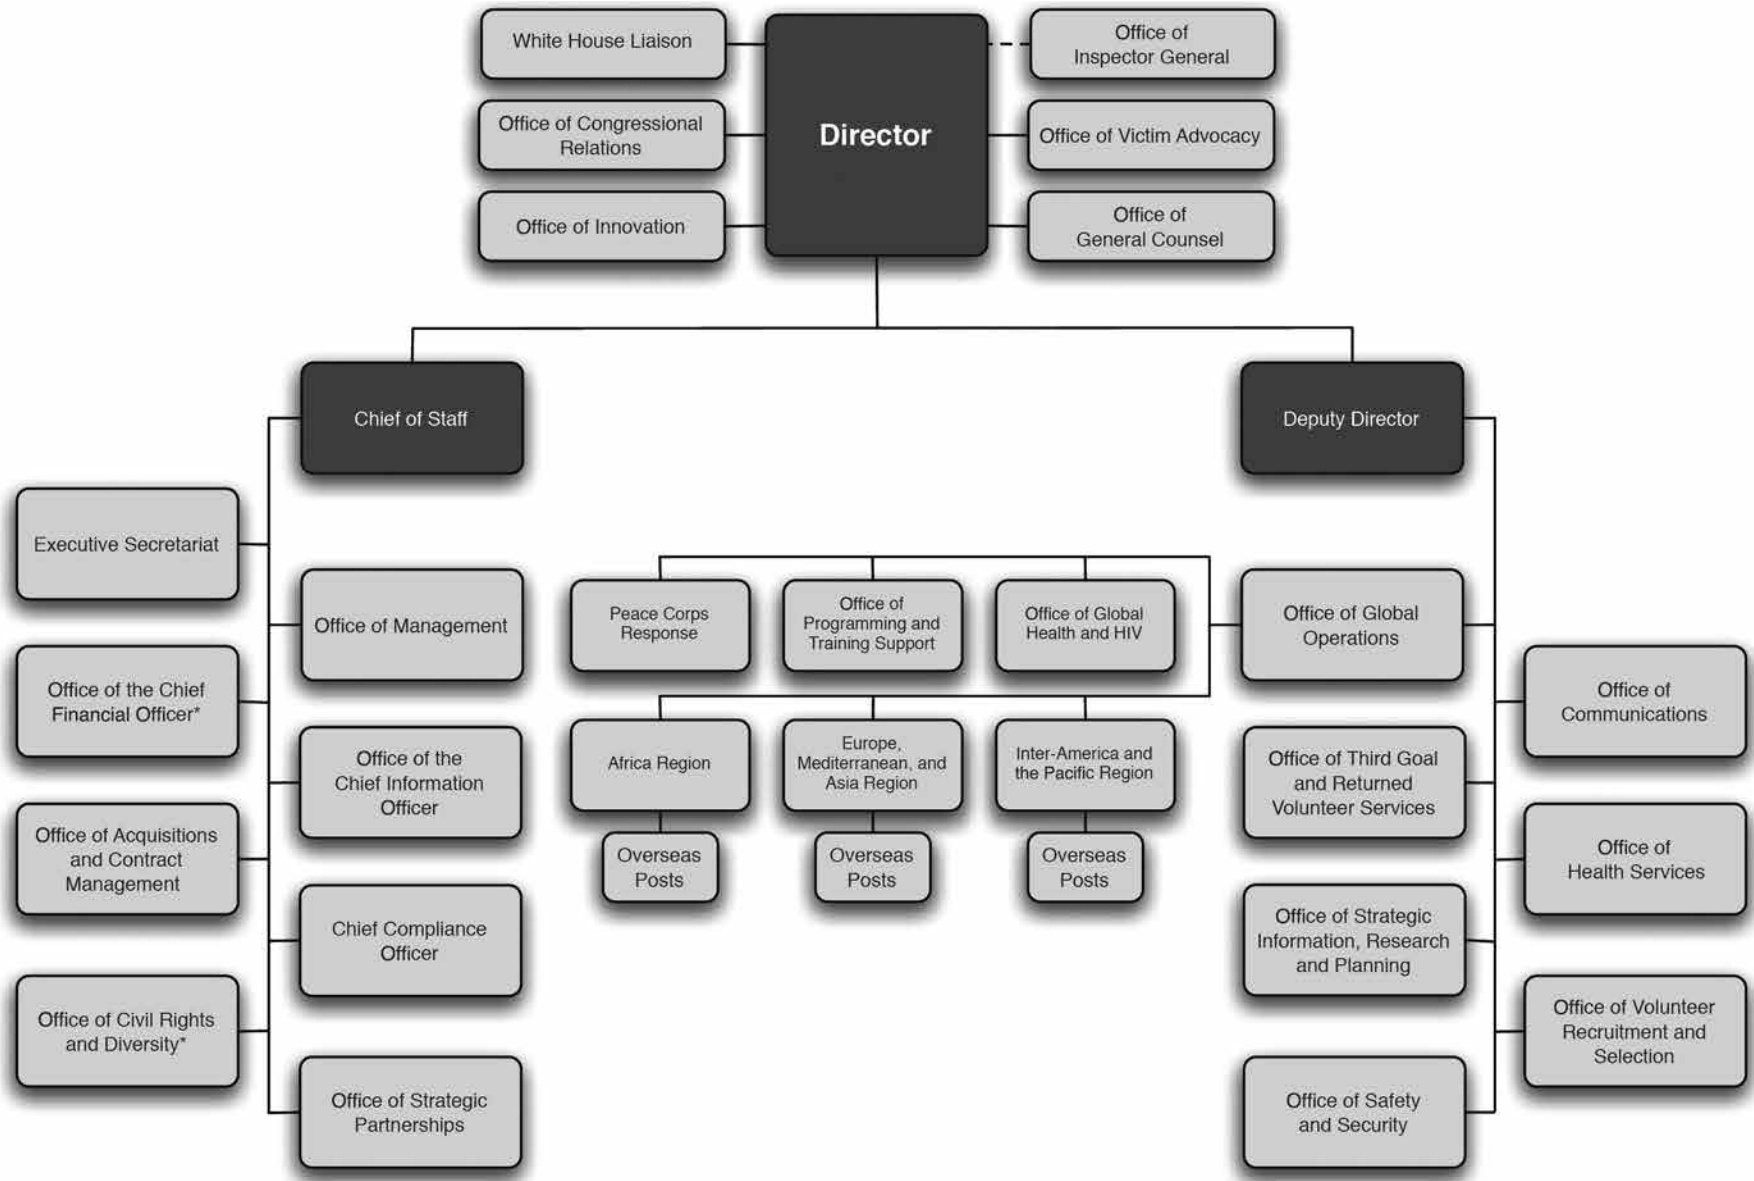 White House Liaison
Office of
Inspector General
Office of Congressional
Relations
Director
Office of Victim Advocacy
Office of Innovation
Office of
General Counsel
Chief of Staff
Deputy Director
Executive Secretariat
Office of Management
Office of the Chief
Financial Officer*
Office of the
Chief Information
Officer
Office of Acquisitions
and Contract
Management
Chief Compliance
Officer
Office of Civil Rights
and Diversity*
Office of Strategic
Partnerships
Peace Corps
Response
Office of
Programming and
Training Support
Office of Global
Health and HIV
Africa Region
Europe,
Mediterranean, and
Asia Region
Inter-America and
the Pacific Region
Overseas
Posts
Overseas
Posts
Overseas
Posts
Office of Global
Operations
Office of
Communications
Office of Third Goal
and Returned
Volunteer Services
Office of
Health Services
Office of Strategic
Information, Research
and Planning
Office of Volunteer
Recruitment and
Selection
Office of Safety
and Security